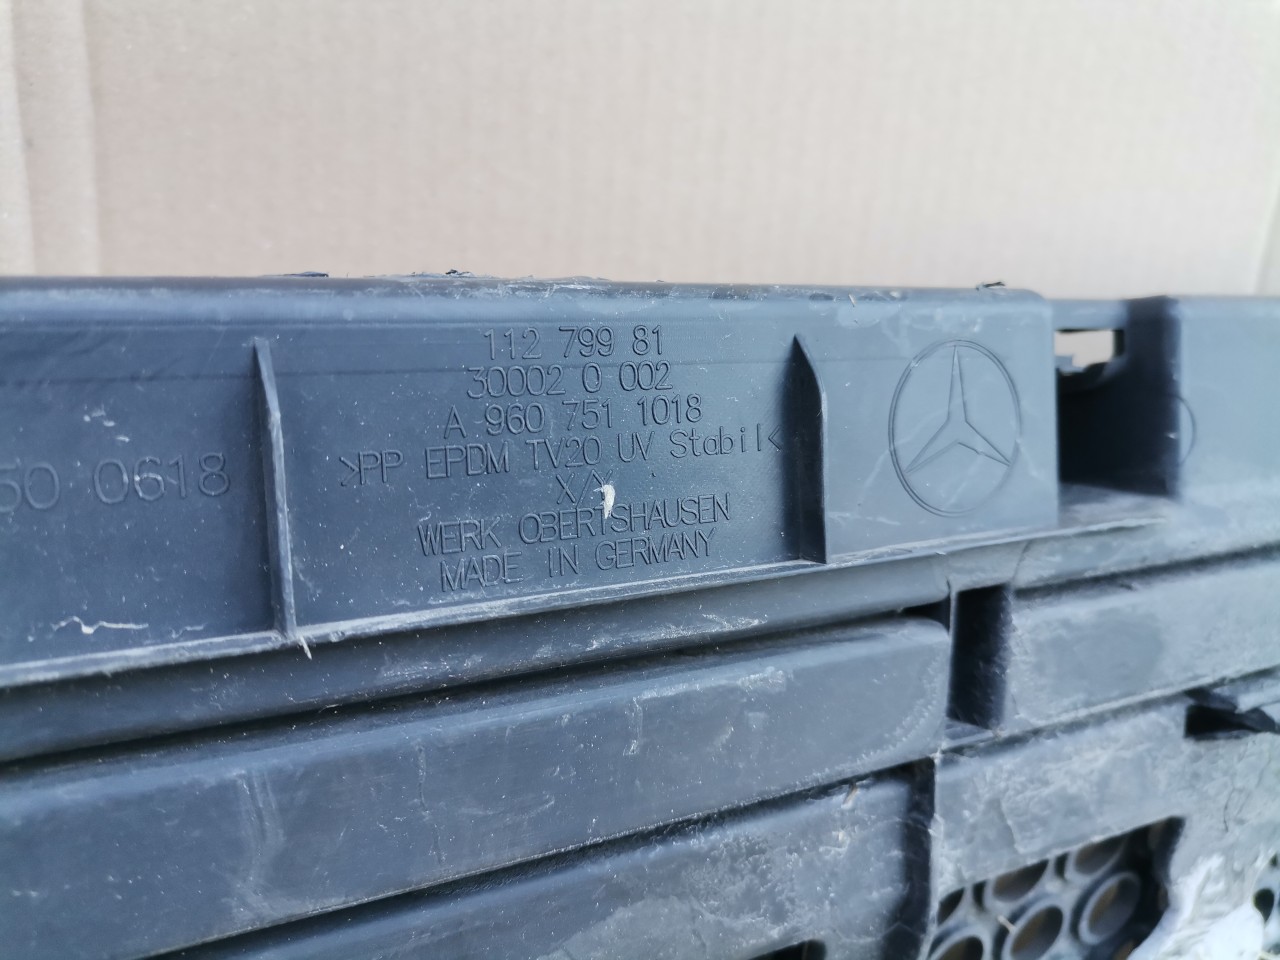 112 799 81
30002 0 002
A 960 751 1018
>PP EPDM TV20 UV Stabil<
X/Y
WERK OBERTSHAUSEN
MADE IN GERMANY
50 0618